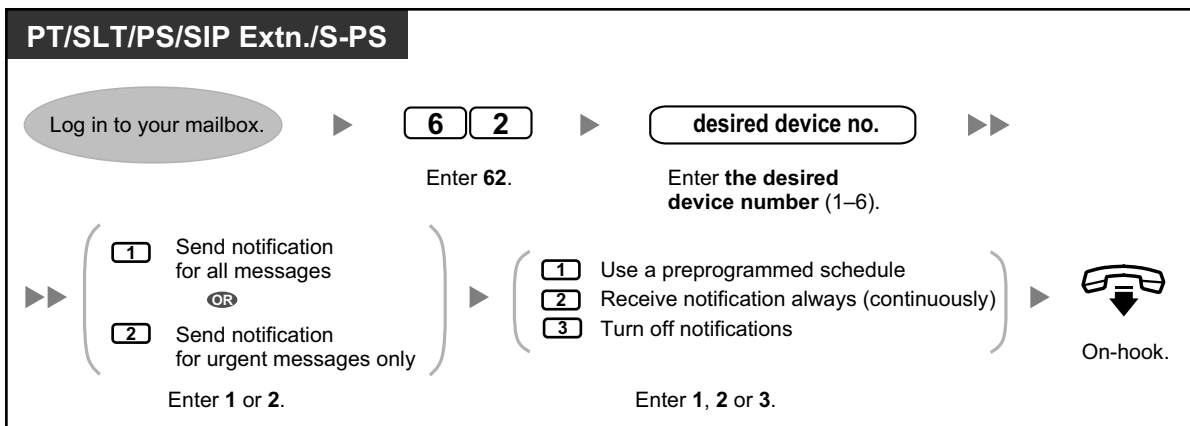 PT/SLT/PS/SIP Extn./S-PS
Log in to your mailbox.
6 2
desired device no.
Enter 62.
Enter the desired
device number (1–6).
1 Send notification
for all messages
OR
2 Send notification
for urgent messages only
Enter 1 or 2.
1 Use a preprogrammed schedule
2 Receive notification always (continuously)
3 Turn off notifications
Enter 1, 2 or 3.
On-hook.